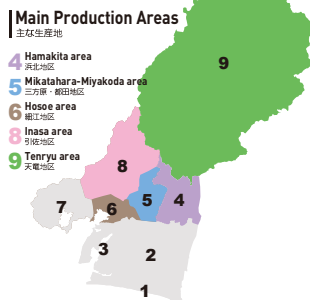 Main Production Areas
主な生産地
4 Hamakita area
浜北地区
5 Mikatahara-Miyakoda area
三方原・都田地区
6 Hosoe area
細江地区
8 Inasa area
引佐地区
9 Tenryu area
天竜地区
9
8
7
6
5
4
3
2
1